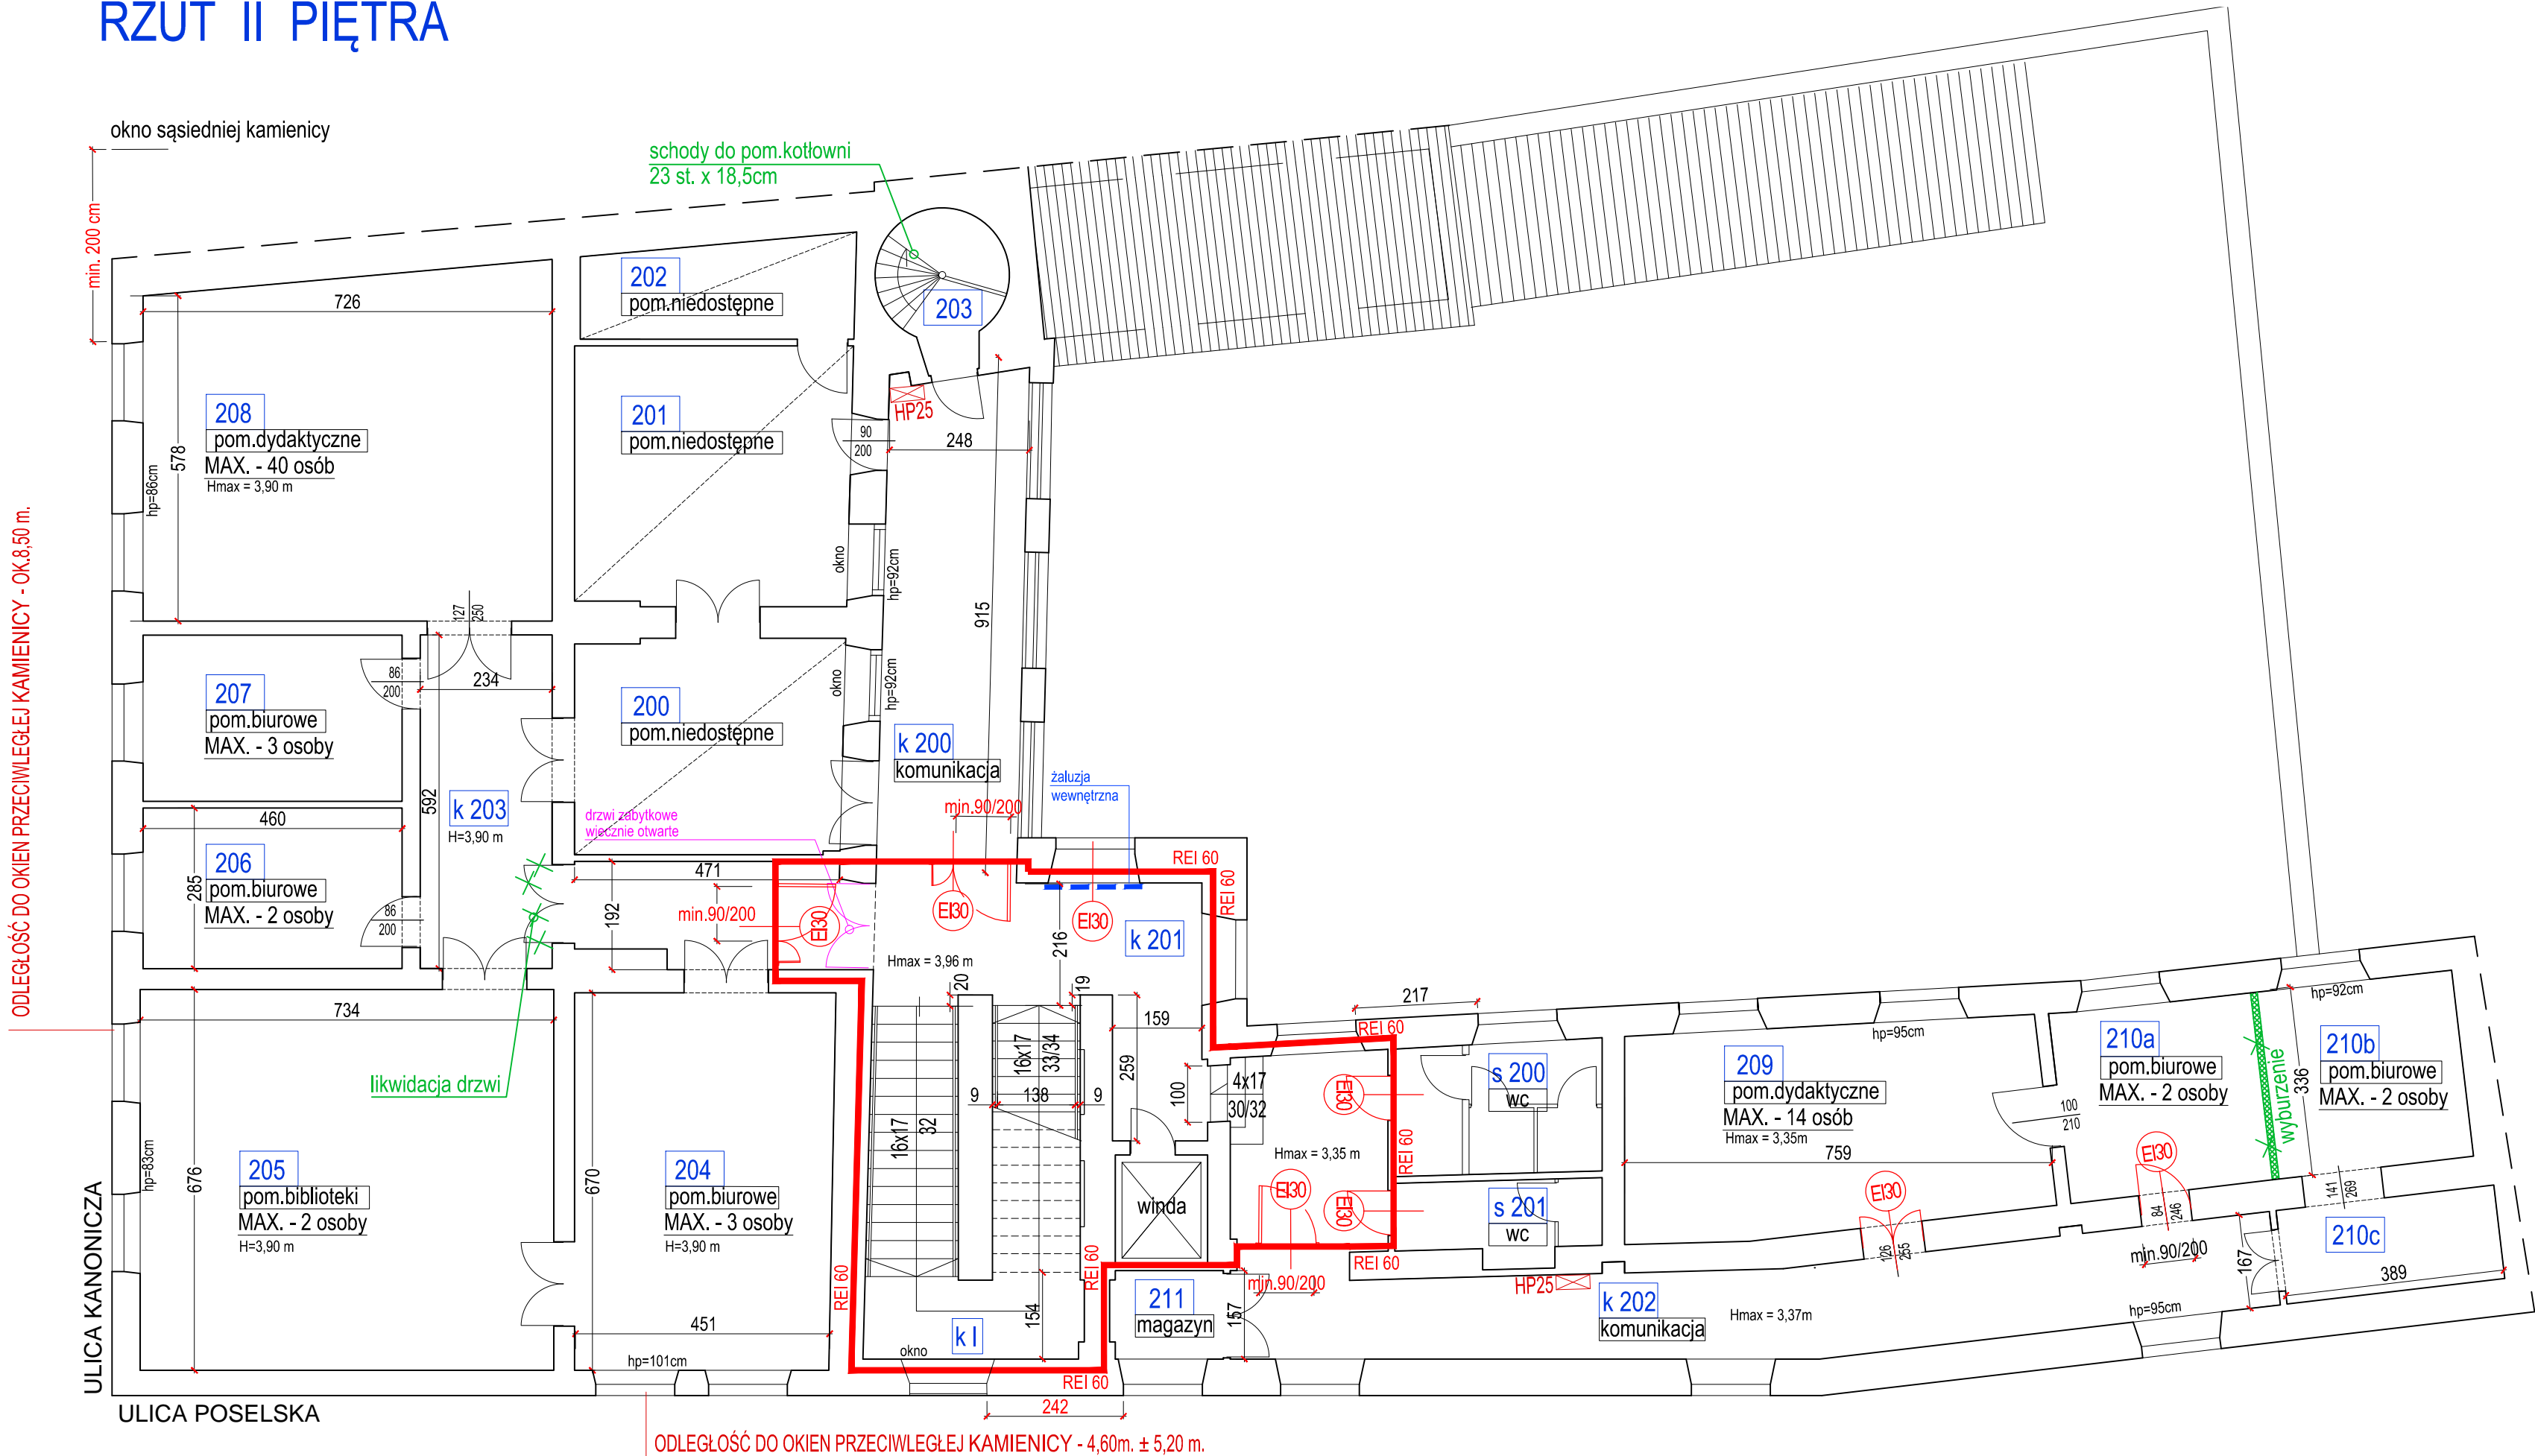 RZUT II PIĘTRA
okno sąsiedniej kamienicy
min. 200 cm
schody do pom.kotłowni
23 st. x 18,5cm
ODLEGŁOŚĆ DO OKIEN PRZECIWLEGŁEJ KAMIENICY - OK.8,50 m.
726
578
hp=86cm
208
pom.dydaktyczne
MAX. - 40 osób
Hmax = 3,90 m
202
pom.niedostępne
203
201
pom.niedostępne
90
200
HP25
248
okno
hp=92cm
915
127
250
86
200
234
207
pom.biurowe
MAX. - 3 osoby
200
pom.niedostępne
okno
hp=92cm
k 200
komunikacja
min.90/200
żaluzja
wewnętrzna
460
285
206
pom.biurowe
MAX. - 2 osoby
86
200
592
k 203
H=3,90 m
drzwi zabytkowe
wiecznie otwarte
471
192
min.90/200
EI30
EI30
EI30
REI 60
REI 60
k 201
216
Hmax = 3,96 m
20
19
734
676
hp=83cm
205
pom.biblioteki
MAX. - 2 osoby
H=3,90 m
likwidacja drzwi
670
204
pom.biurowe
MAX. - 3 osoby
H=3,90 m
451
hp=101cm
16x17
32
16x17
33/34
9
138
9
259
159
100
4x17
30/32
217
REI 60
EI30
REI 60
Hmax = 3,35 m
EI30
EI30
REI 60
min.90/200
winda
REI 60
REI 60
154
k I
okno
REI 60
242
211
magazyn
157
s 200
wc
s 201
wc
HP25
k 202
komunikacja
Hmax = 3,37m
209
pom.dydaktyczne
MAX. - 14 osób
Hmax = 3,35m
759
hp=95cm
EI30
126
255
100
210
210a
pom.biurowe
MAX. - 2 osoby
EI30
84
246
min.90/200
wyburzenie
336
hp=92cm
210b
pom.biurowe
MAX. - 2 osoby
141
269
210c
389
167
hp=95cm
ULICA KANONICZA
ULICA POSELSKA
ODLEGŁOŚĆ DO OKIEN PRZECIWLEGŁEJ KAMIENICY - 4,60m. ± 5,20 m.